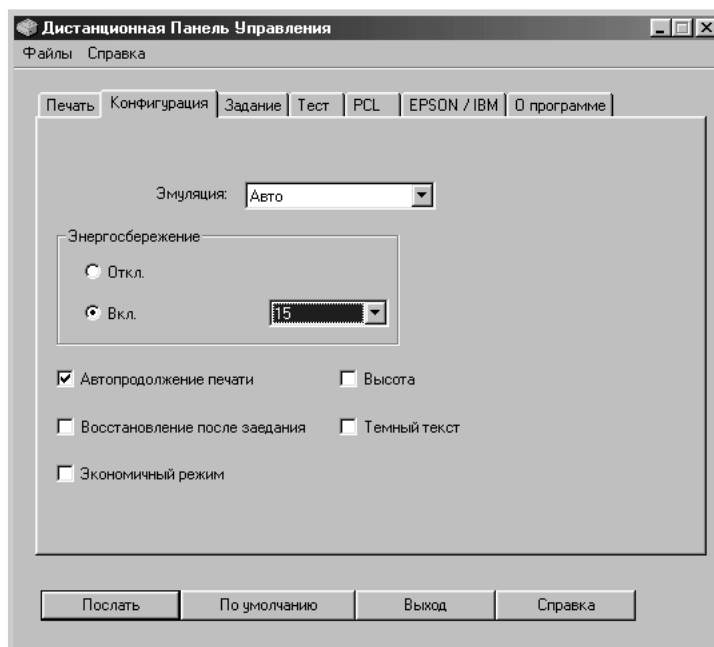 Дистанционная Панель Управления
Файлы Справка
Печать Конфигурация Задание Тест PCL EPSON / IBM О программе
Эмуляция: Авто
Энергосбережение
Откл.
Вкл. 15
Автопродолжение печати Высота
Восстановление после заедания Темный текст
Экономичный режим
Послать По умолчанию Выход Справка